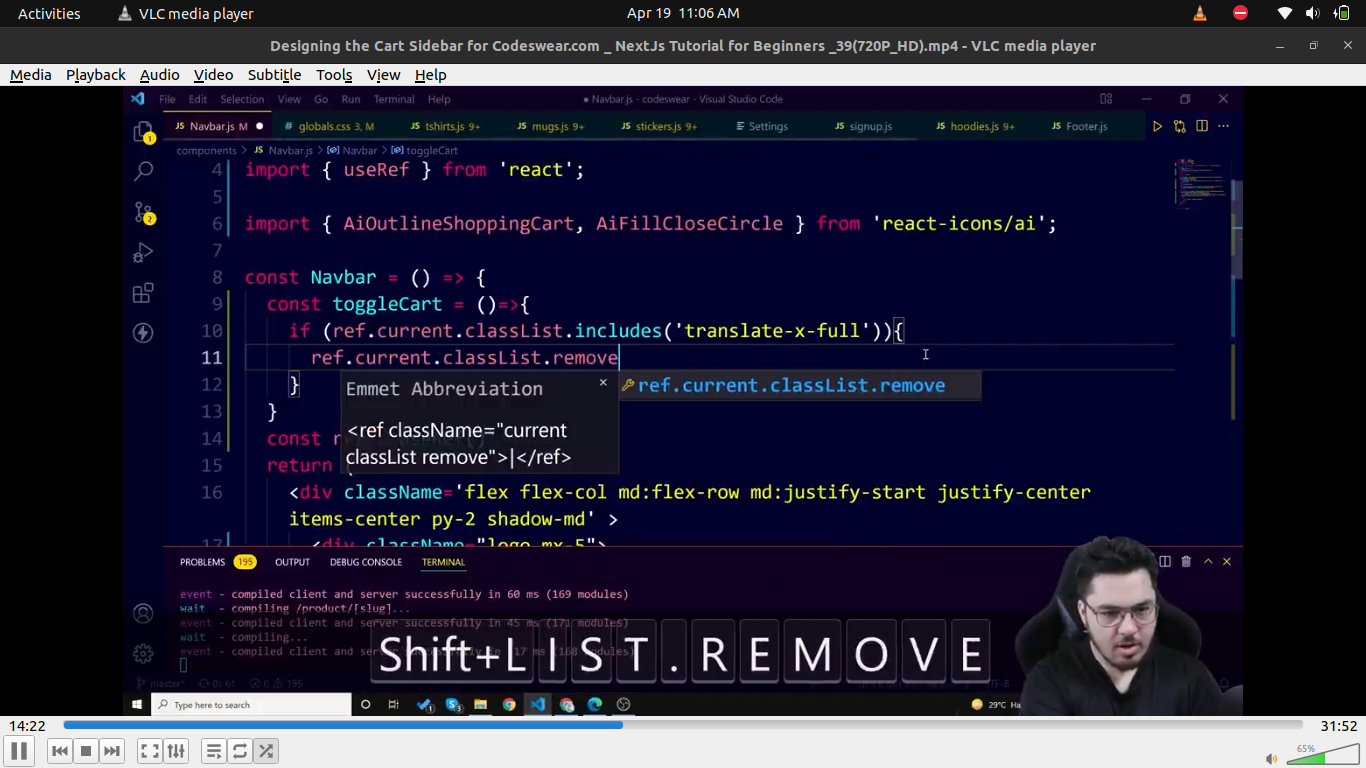 Activities VLC media player Apr 19 11:06 AM
Designing the Cart Sidebar for Codeswear.com _ NextJs Tutorial for Beginners _39(720P_HD).mp4 - VLC media player
Media Playback Audio Video Subtitle Tools View Help
File Edit Selection View Go Run Terminal Help ● Navbar.js - codeswear - Visual Studio Code
JS Navbar.js M ● # globals.css 3, M JS tshirts.js 9+ JS mugs.js 9+ JS stickers.js 9+ Settings JS signup.js JS hoodies.js 9+ JS Footer.js
components > JS Navbar.js > Navbar > toggleCart
4 import { useRef } from 'react';
5
6 import { AiOutlineShoppingCart, AiFillCloseCircle } from 'react-icons/ai';
7
8 const Navbar = () => {
9 const toggleCart = ()=>{
10 if (ref.current.classList.includes('translate-x-full')){
11 ref.current.classList.remove
ref.current.classList.remove
12 }
Emmet Abbreviation ×
13 }
<ref className="current
14 const
classList remove">|</ref>
15 return
16 <div className='flex flex-col md:flex-row md:justify-start justify-center
items-center py-2 shadow-md' >
17 <div className="logo mx-5">
PROBLEMS 195 OUTPUT DEBUG CONSOLE TERMINAL
event - compiled client and server successfully in 60 ms (169 modules)
wait - compiling /product/[slug]...
event - compiled client and server successfully in 45 ms (171 modules)
wait - compiling...
event - compiled client and
Shift+L I S T . R E M O V E
master* 195
Type here to search 29°C
14:22 31:52
65%